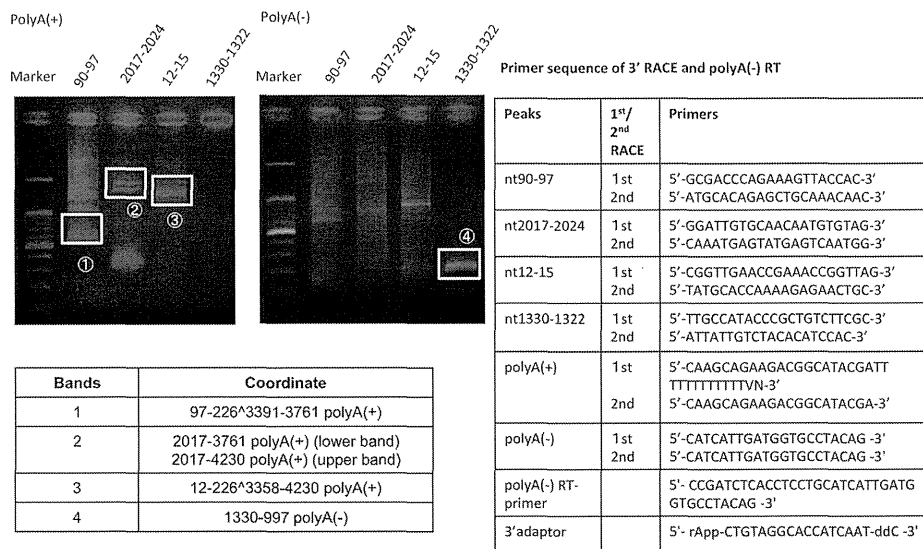 PolyA(+)
PolyA(-)
Marker
90-97
2017-2024
12-15
1330-1322
Marker
90-97
2017-2024
12-15
1330-1322
①
②
③
④
Bands Coordinate
1 97-226^3391-3761 polyA(+)
2 2017-3761 polyA(+) (lower band)
2017-4230 polyA(+) (upper band)
3 12-226^3358-4230 polyA(+)
4 1330-997 polyA(-)
Primer sequence of 3' RACE and polyA(-) RT
Peaks 1st/ 2nd RACE Primers
nt90-97 1st 5'-GCGACCCAGAAAGTTACCAC-3'
2nd 5'-ATGCACAGAGCTGCAAACAAC-3'
nt2017-2024 1st 5'-GGATTGTGCAACAATGTGTAG-3'
2nd 5'-CAAATGAGTATGAGTCAATGG-3'
nt12-15 1st 5'-CGGTTGAACCGAAACCGGTTAG-3'
2nd 5'-TATGCACCAAAAGAGAACTGC-3'
nt1330-1322 1st 5'-TTGCCATACCCGCTGTCTTCGC-3'
2nd 5'-ATTATTGTCTACACATCCAC-3'
polyA(+) 1st 5'-CAAGCAGAAGACGGCATACGATT
TTTTTTTTTTTVN-3'
2nd 5'-CAAGCAGAAGACGGCATACGA-3'
polyA(-) 1st 5'-CATCATTGATGGTGCCTACAG -3'
2nd 5'-CATCATTGATGGTGCCTACAG -3'
polyA(-) RT-
primer 5'- CCGATCTCACCTCCTGCATCATTGATG
GTGCCTACAG -3'
3'adaptor 5'- rApp-CTGTAGGCACCATCAAT-ddC -3'